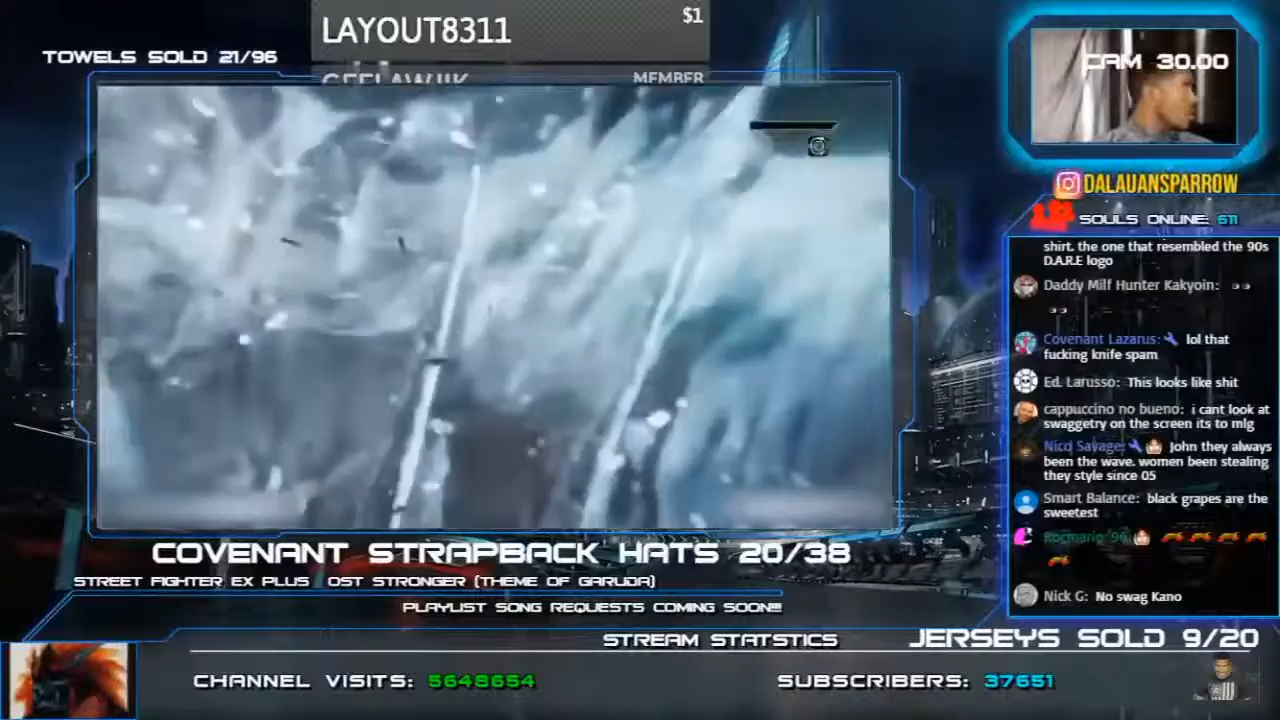 LAYOUT8311 $1
MEMBER
TOWELS SOLD 21/96
CAM 30.00
DALAUANSPARROW
SOULS ONLINE: 611
shirt. the one that resembled the 90s
D.A.R.E logo
Daddy Milf Hunter Kakyoin:
Covenant Lazarus: lol that
fucking knife spam
Ed. Larusso: This looks like shit
cappuccino no bueno: i cant look at
swaggetry on the screen its to mlg
Nico Savage: John they always
been the wave. women been stealing
they style since 05
Smart Balance: black grapes are the
sweetest
Rocmario '96
Nick G: No swag Kano
COVENANT STRAPBACK HATS 20/38
STREET FIGHTER EX PLUS OST STRONGER (THEME OF GARUDA)
PLAYLIST SONG REQUESTS COMING SOON!!!
STREAM STATSTICS
JERSEYS SOLD 9/20
CHANNEL VISITS: 5648654
SUBSCRIBERS: 37651